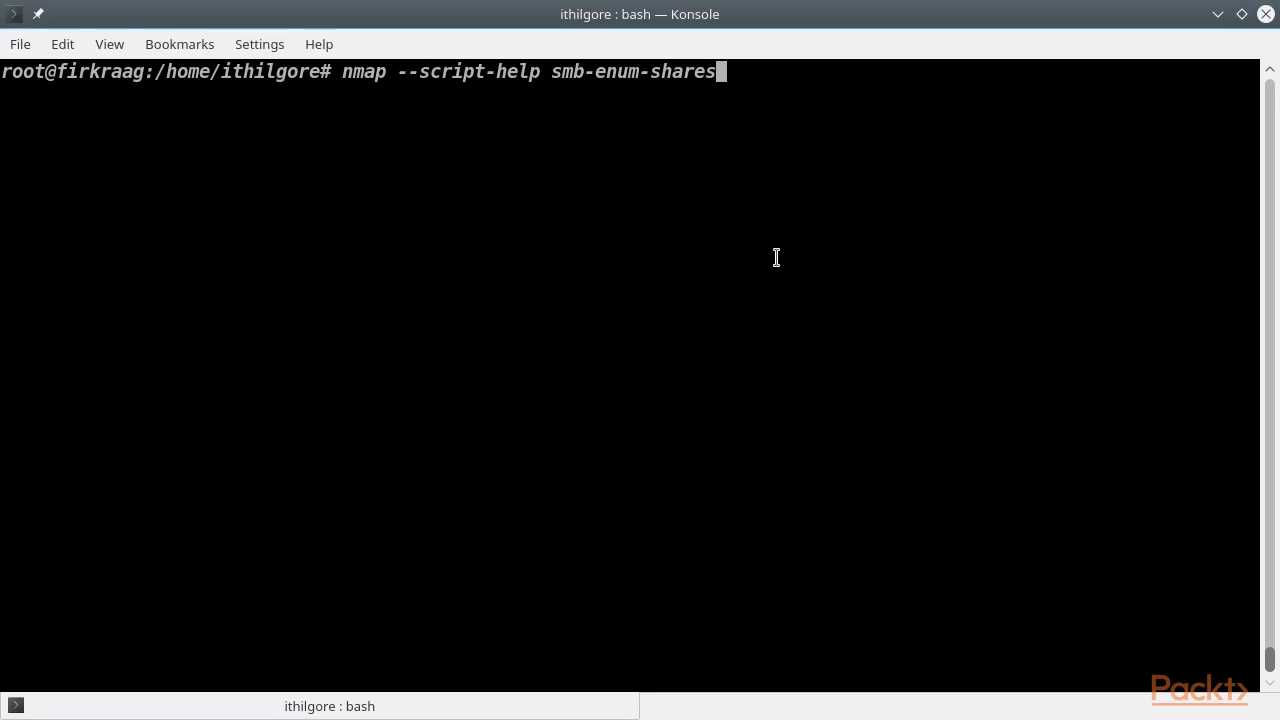 ithilgore : bash — Konsole
File Edit View Bookmarks Settings Help
root@firkraag:/home/ithilgore# nmap --script-help smb-enum-shares
Packt>
ithilgore : bash